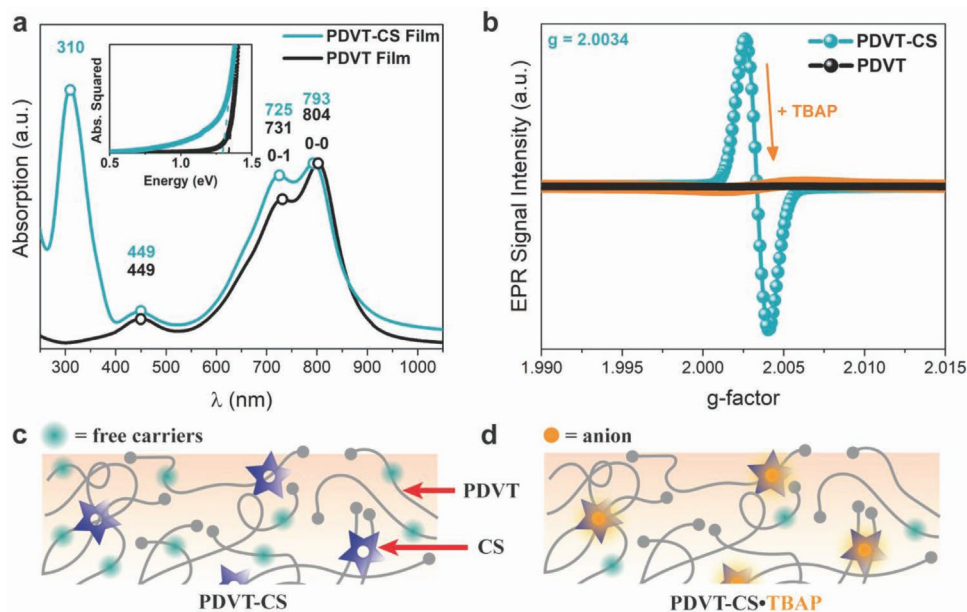 a
310
PDVT-CS Film
PDVT Film
Abs. Squared
0.5 1.0 1.5
Energy (eV)
725 793
731 804
0-1 0-0
449
449
Absorption (a.u.)
300 400 500 600 700 800 900 1000
λ (nm)
b
g = 2.0034
PDVT-CS
PDVT
+ TBAP
EPR Signal Intensity (a.u.)
1.990 1.995 2.000 2.005 2.010 2.015
g-factor
c = free carriers
PDVT
CS
PDVT-CS
d = anion
PDVT-CS•TBAP